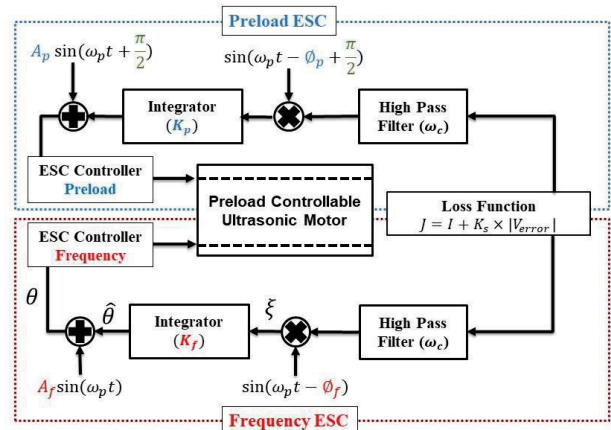 Preload ESC
A_p sin(ω_p t + π/2)
sin(ω_p t − ∅_p + π/2)
Integrator
(K_p)
High Pass
Filter (ω_c)
ESC Controller
Preload
Preload Controllable
Ultrasonic Motor
Loss Function
J = I + K_s × |V_error|
ESC Controller
Frequency
θ
θ̂
Integrator
(K_f)
ξ
High Pass
Filter (ω_c)
A_f sin(ω_p t)
sin(ω_p t − ∅_f)
Frequency ESC